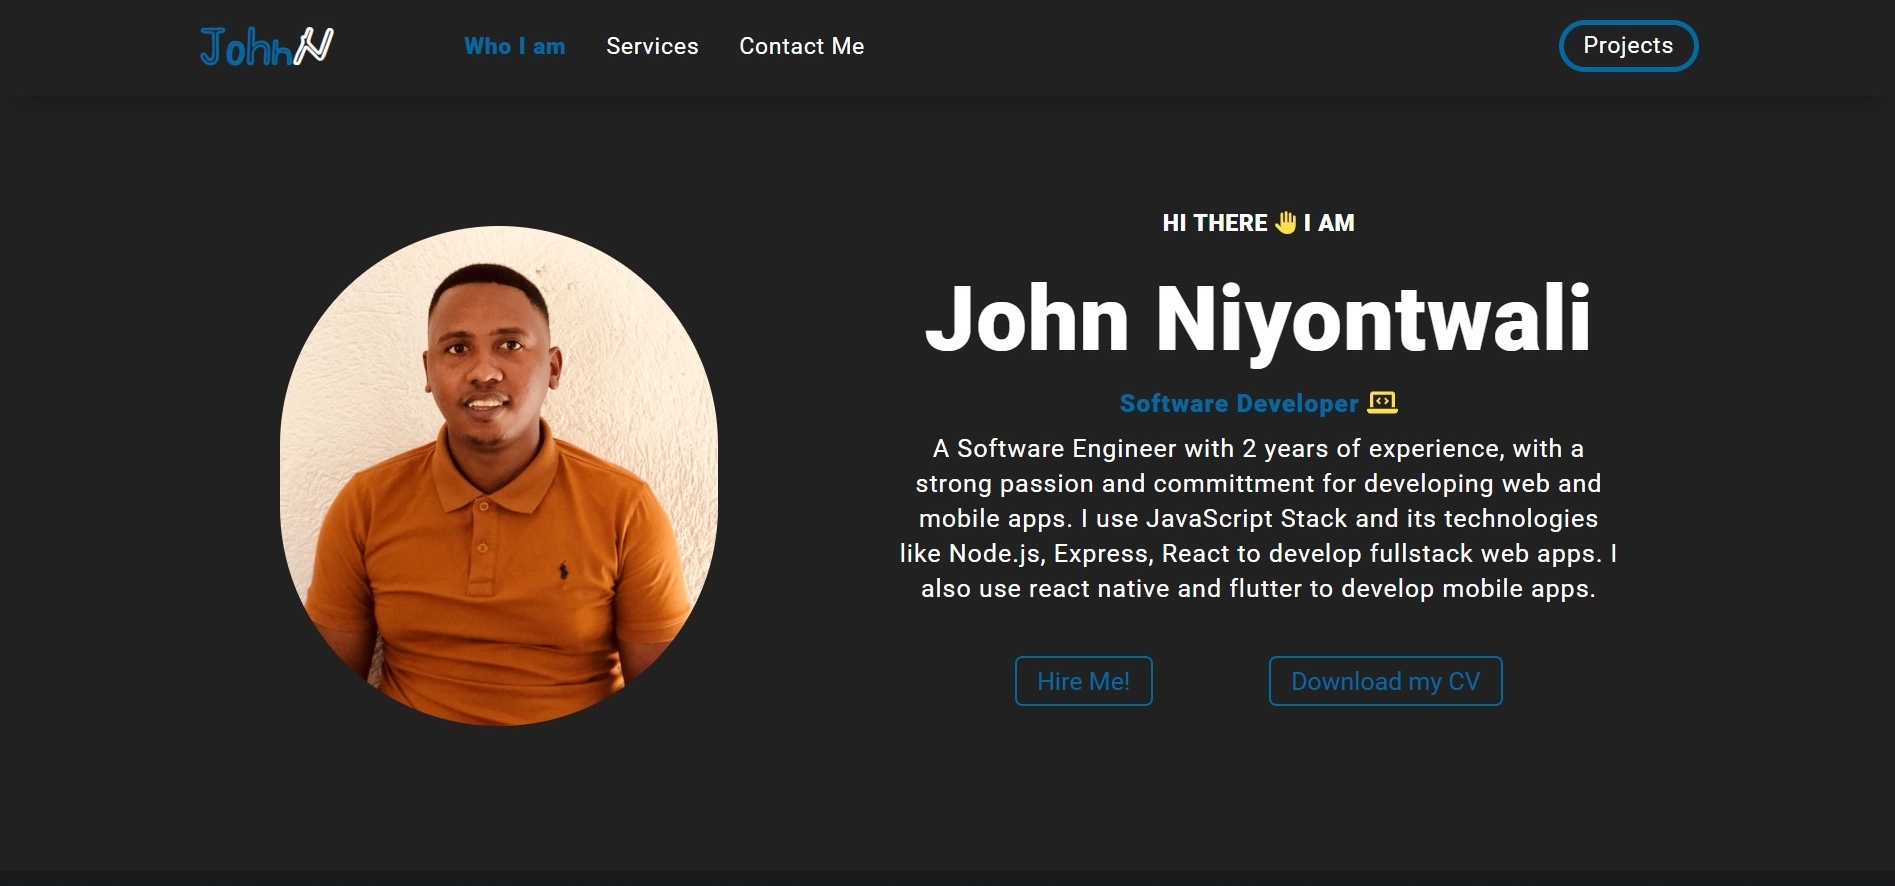 JohnN
Who I am
Services
Contact Me
Projects
HI THERE I AM
John Niyontwali
Software Developer
A Software Engineer with 2 years of experience, with a
strong passion and committment for developing web and
mobile apps. I use JavaScript Stack and its technologies
like Node.js, Express, React to develop fullstack web apps. I
also use react native and flutter to develop mobile apps.
Hire Me!
Download my CV